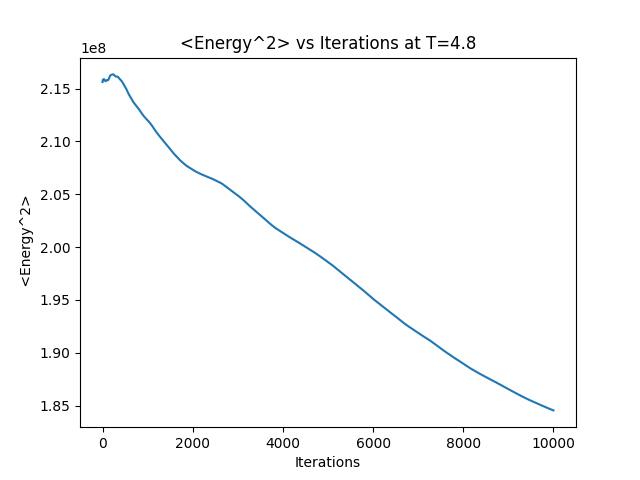 <Energy^2> vs Iterations at T=4.8
1e8
2.15
2.10
2.05
2.00
1.95
1.90
1.85
<Energy^2>
0 2000 4000 6000 8000 10000
Iterations